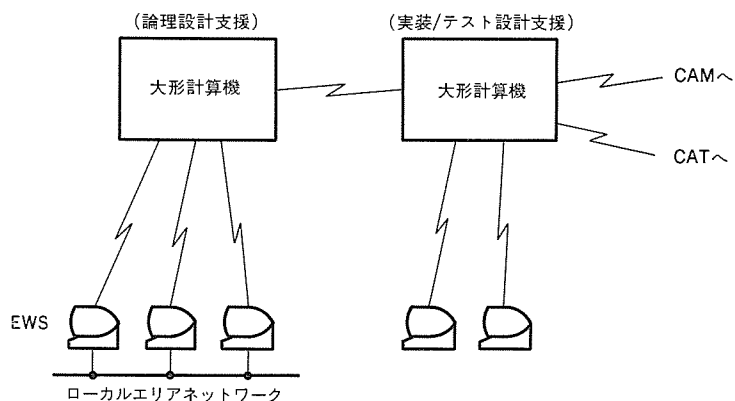 (論理設計支援)
(実装/テスト設計支援)
大形計算機
大形計算機
CAMへ
CATへ
EWS
ローカルエリアネットワーク